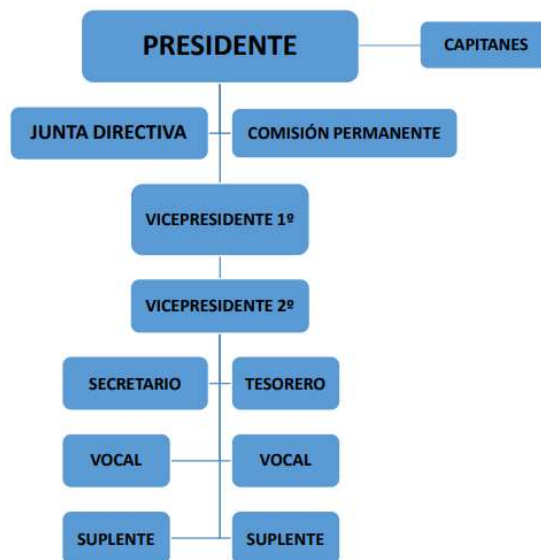 PRESIDENTE
CAPITANES
JUNTA DIRECTIVA
COMISIÓN PERMANENTE
VICEPRESIDENTE 1º
VICEPRESIDENTE 2º
SECRETARIO
TESORERO
VOCAL
VOCAL
SUPLENTE
SUPLENTE